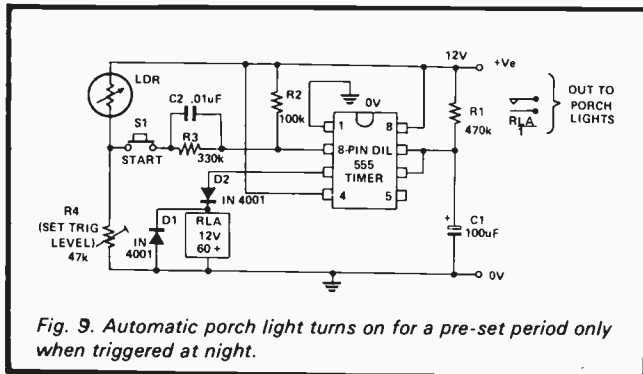 LDR
C2 .01uF
S1
START
R3
330k
R2
100k
0V
1
8
8-PIN DIL
555
TIMER
4
5
12V
+Ve
R1
470k
OUT TO
PORCH
LIGHTS
RLA
1
D2
IN 4001
D1
IN
4001
RLA
12V
60 +
R4
(SET TRIG
LEVEL)
47k
+
C1
100uF
0V
Fig. 9. Automatic porch light turns on for a pre-set period only
when triggered at night.